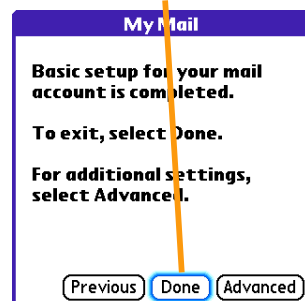 My Mail
Basic setup for your mail
account is completed.
To exit, select Done.
For additional settings,
select Advanced.
Previous Done Advanced